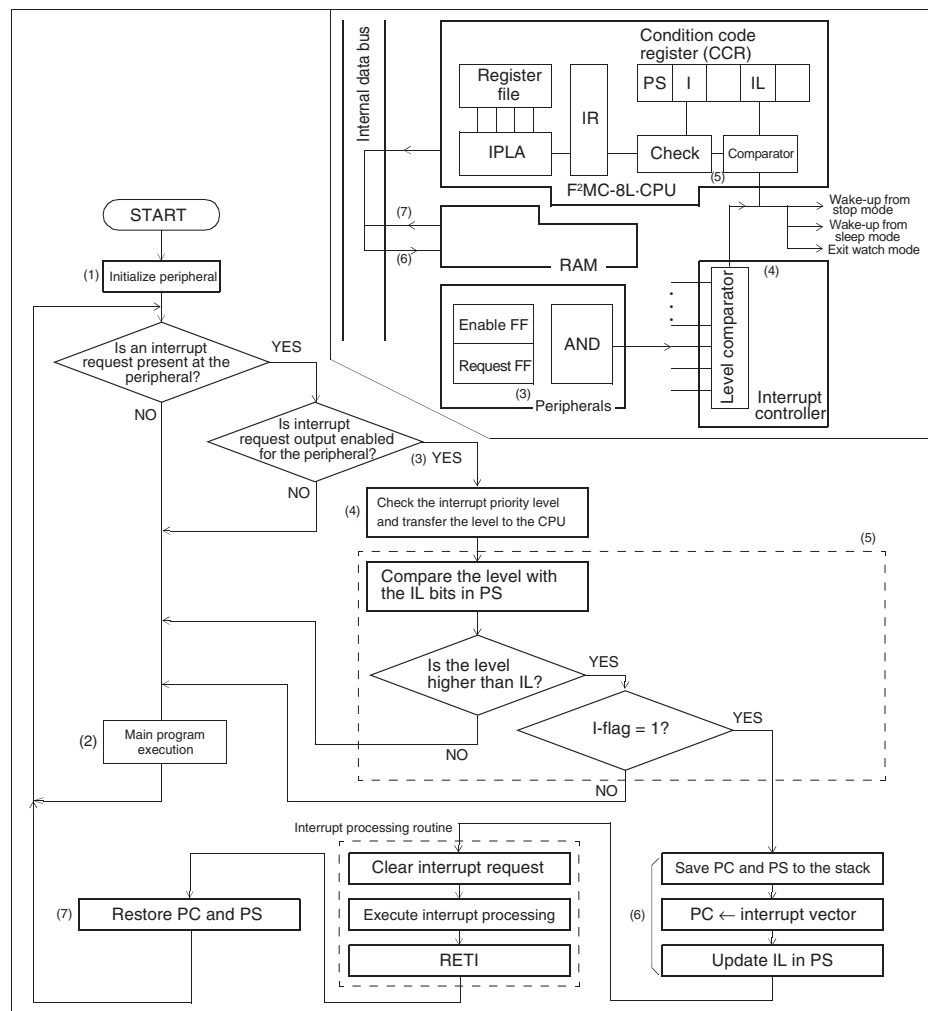 Internal data bus
Condition code
register (CCR)
PS
I
IL
Register
file
IR
IPLA
Check
Comparator
(5)
F²MC-8L·CPU
(7)
(6)
RAM
Wake-up from
stop mode
Wake-up from
sleep mode
Exit watch mode
(4)
Level comparator
Interrupt
controller
Enable FF
Request FF
AND
(3)
Peripherals
START
(1)
Initialize peripheral
Is an interrupt
request present at the
peripheral?
YES
NO
Is interrupt
request output enabled
for the peripheral?
(3) YES
NO
(4)
Check the interrupt priority level
and transfer the level to the CPU
(5)
Compare the level with
the IL bits in PS
Is the level
higher than IL?
YES
NO
I-flag = 1?
YES
NO
(2)
Main program
execution
Interrupt processing routine
Clear interrupt request
Execute interrupt processing
RETI
Save PC and PS to the stack
(6)
PC ← interrupt vector
Update IL in PS
(7)
Restore PC and PS